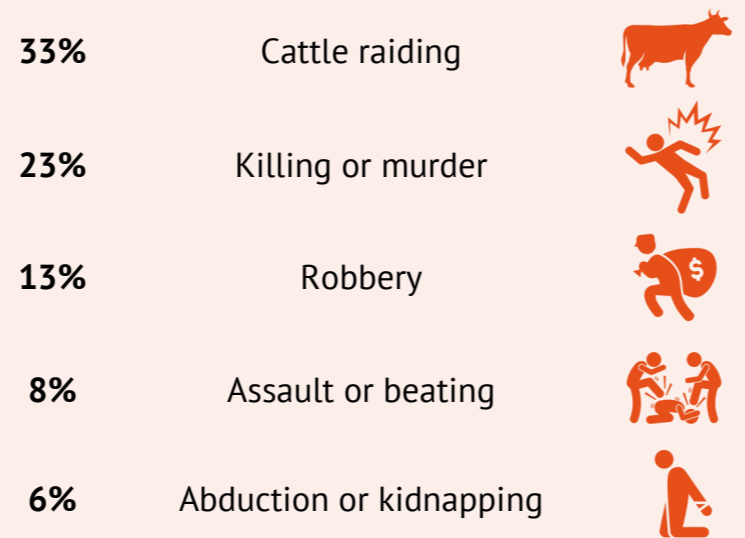 33% Cattle raiding
23% Killing or murder
13% Robbery
$
8% Assault or beating
6% Abduction or kidnapping